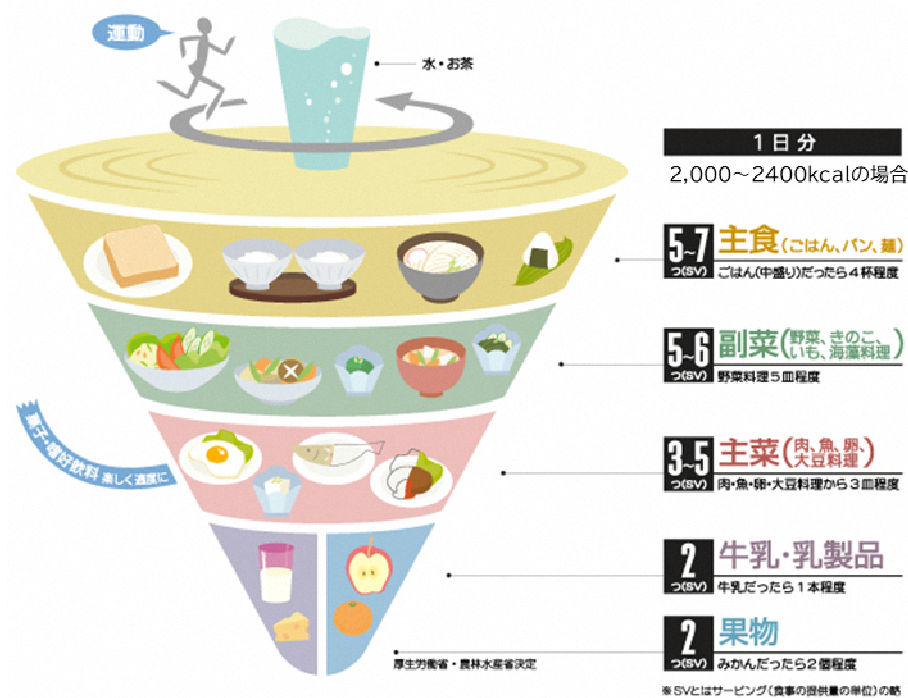 運動
水・お茶
1日分
2,000～2400kcalの場合
5~7
つ(SV)
主食(ごはん、パン、麺)
ごはん(中盛り)だったら4杯程度
5~6
つ(SV)
副菜(野菜、きのこ、
いも、海藻料理)
野菜料理5皿程度
菓子・嗜好飲料 楽しく適度に
3~5
つ(SV)
主菜(肉、魚、卵、
大豆料理)
肉・魚・卵・大豆料理から3皿程度
2
つ(SV)
牛乳・乳製品
牛乳だったら1本程度
2
つ(SV)
果物
みかんだったら2個程度
厚生労働省・農林水産省決定
※SVとはサービング(食事の提供量の単位)の略